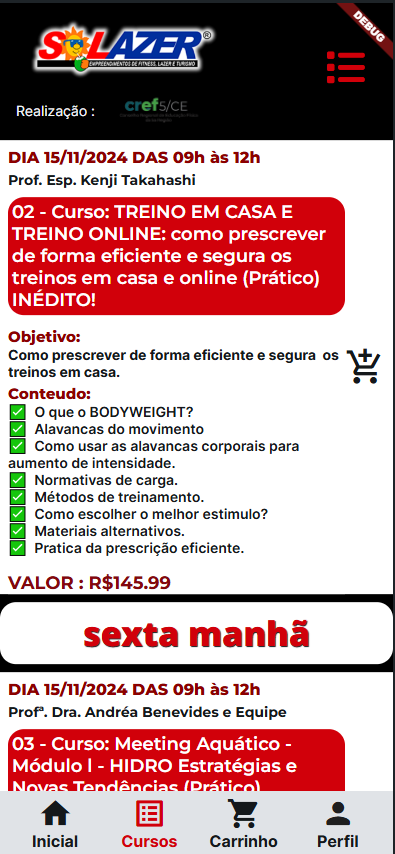 DEBUG
SOLAZER®
EMPREENDIMENTOS DE FITNESS, LAZER E TURISMO
Realização :
cref5/CE
DIA 15/11/2024 DAS 09h às 12h
Prof. Esp. Kenji Takahashi
02 - Curso: TREINO EM CASA E
TREINO ONLINE: como prescrever
de forma eficiente e segura os
treinos em casa e online (Prático)
INÉDITO!
Objetivo:
Como prescrever de forma eficiente e segura  os
treinos em casa.
Conteudo:
✅ O que o BODYWEIGHT?
✅ Alavancas do movimento
✅ Como usar as alavancas corporais para
aumento de intensidade.
✅ Normativas de carga.
✅ Métodos de treinamento.
✅ Como escolher o melhor estimulo?
✅ Materiais alternativos.
✅ Pratica da prescrição eficiente.
VALOR : R$145.99
sexta manhã
DIA 15/11/2024 DAS 09h às 12h
Profª. Dra. Andréa Benevides e Equipe
03 - Curso: Meeting Aquático -
Módulo l - HIDRO Estratégias e
Novas Tendências (Prático)
Inicial
Cursos
Carrinho
Perfil